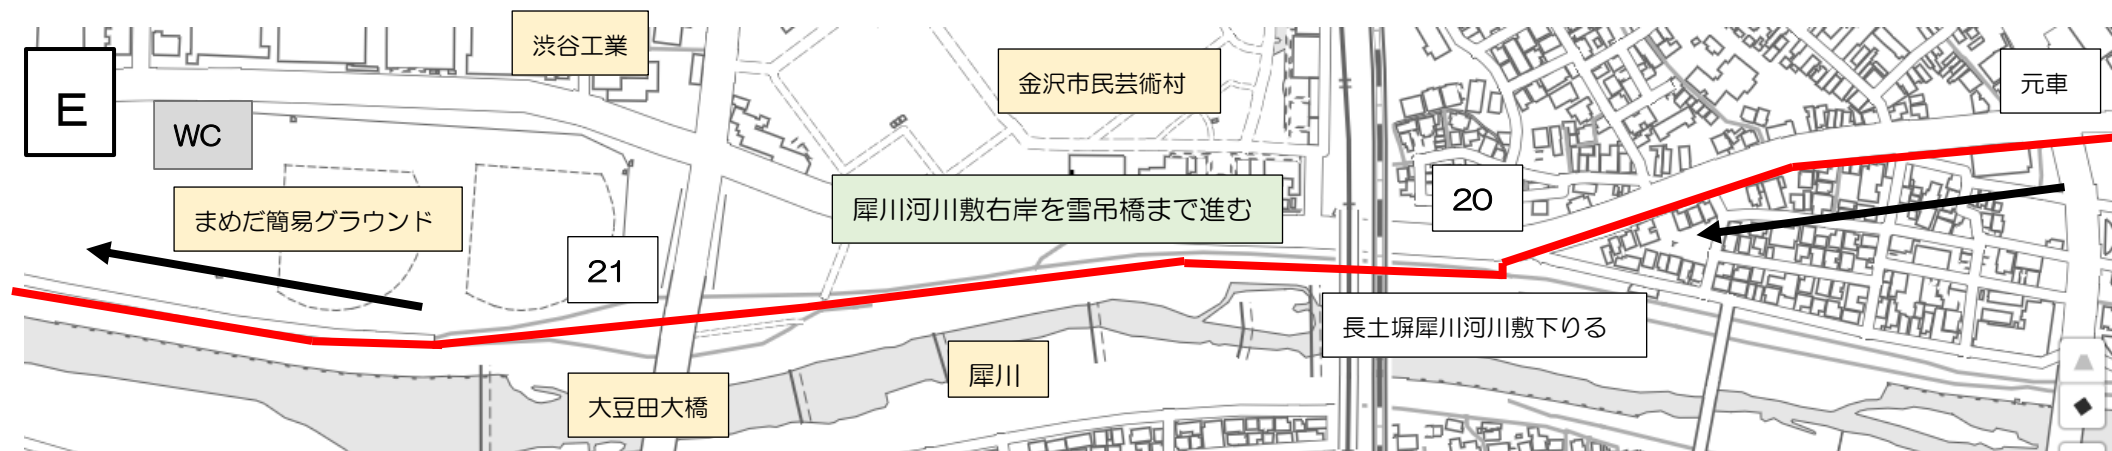 渋谷工業
E
WC
金沢市民芸術村
元車
まめだ簡易グラウンド
犀川河川敷右岸を雪吊橋まで進む
20
21
長土塀犀川河川敷下りる
犀川
大豆田大橋